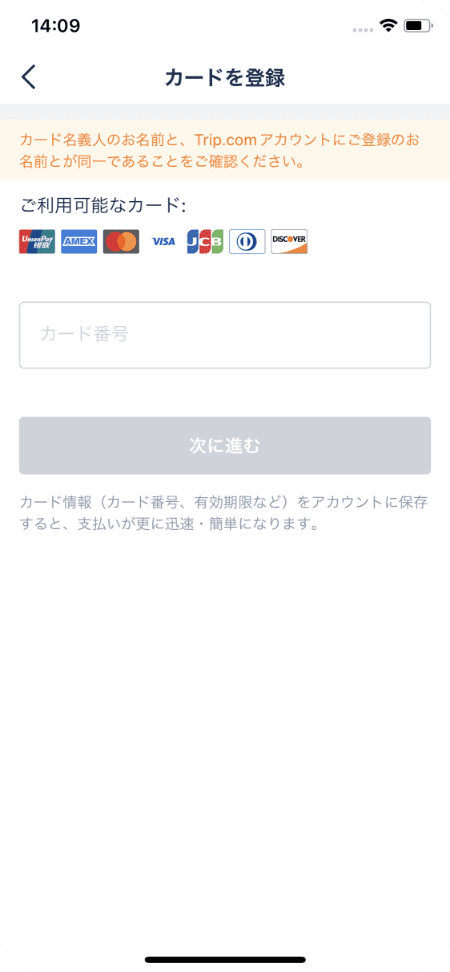 14:09
カードを登録
カード名義人のお名前と、Trip.comアカウントにご登録のお
名前とが同一であることをご確認ください。
ご利用可能なカード:
UnionPay 银联 AMEX VISA JCB DISCOVER
カード番号
次に進む
カード情報（カード番号、有効期限など）をアカウントに保存
すると、支払いが更に迅速・簡単になります。